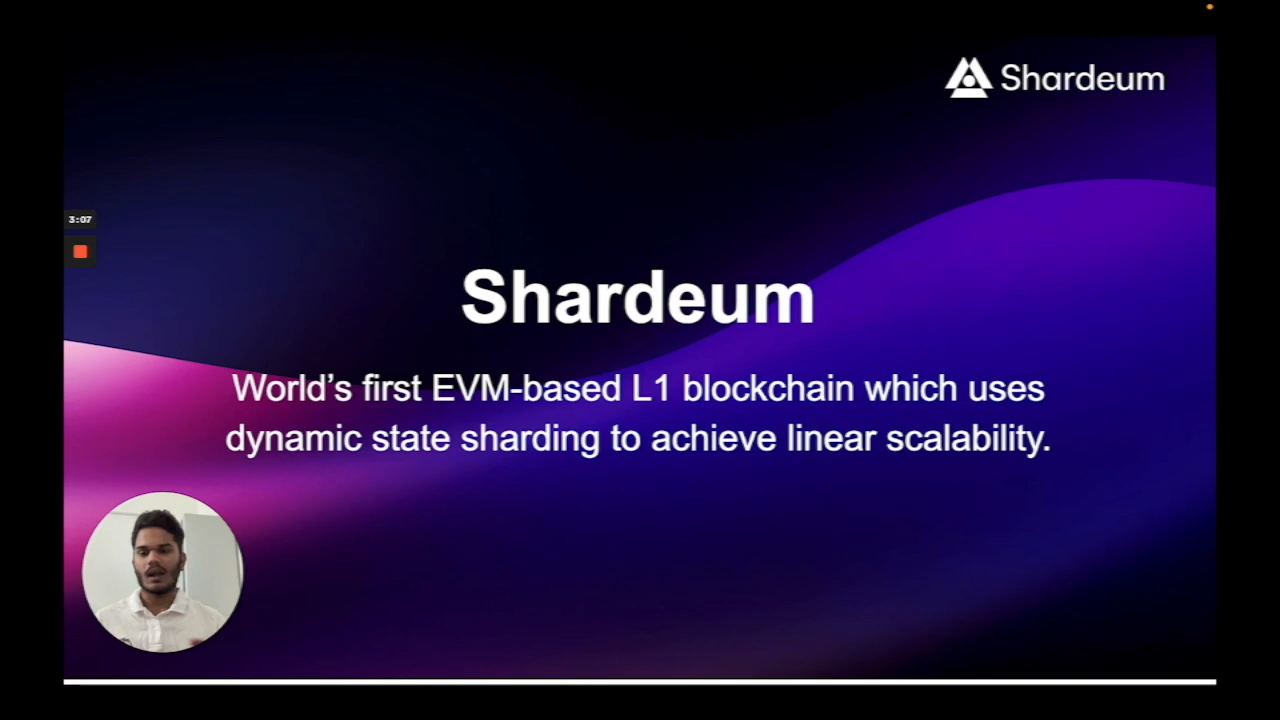 Shardeum
3:07
Shardeum
World's first EVM-based L1 blockchain which uses
dynamic state sharding to achieve linear scalability.